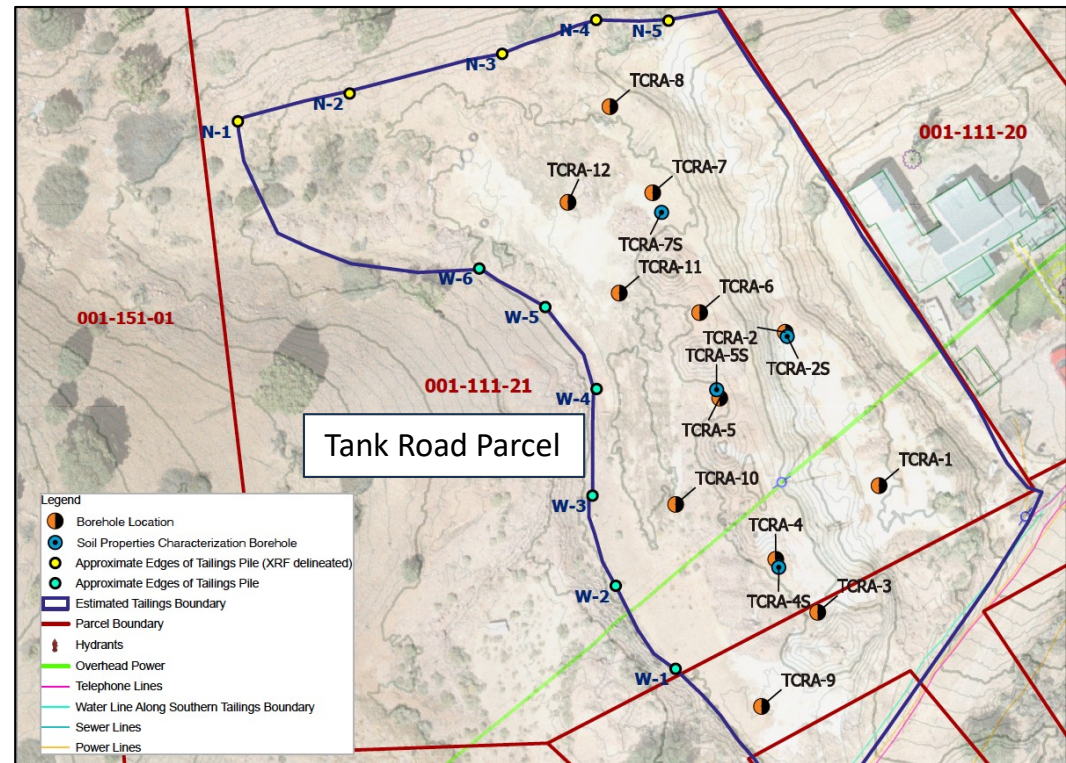 N-4
N-5
N-3
N-2
N-1
TCRA-8
001-111-20
TCRA-12
TCRA-7
TCRA-7S
TCRA-11
W-6
W-5
TCRA-6
001-151-01
TCRA-2
TCRA-2S
TCRA-5S
001-111-21
W-4
TCRA-5
Tank Road Parcel
TCRA-1
TCRA-10
W-3
TCRA-4
W-2
TCRA-4S
TCRA-3
W-1
TCRA-9
Legend
Borehole Location
Soil Properties Characterization Borehole
Approximate Edges of Tailings Pile (XRF delineated)
Approximate Edges of Tailings Pile
Estimated Tailings Boundary
Parcel Boundary
Hydrants
Overhead Power
Telephone Lines
Water Line Along Southern Tailings Boundary
Sewer Lines
Power Lines